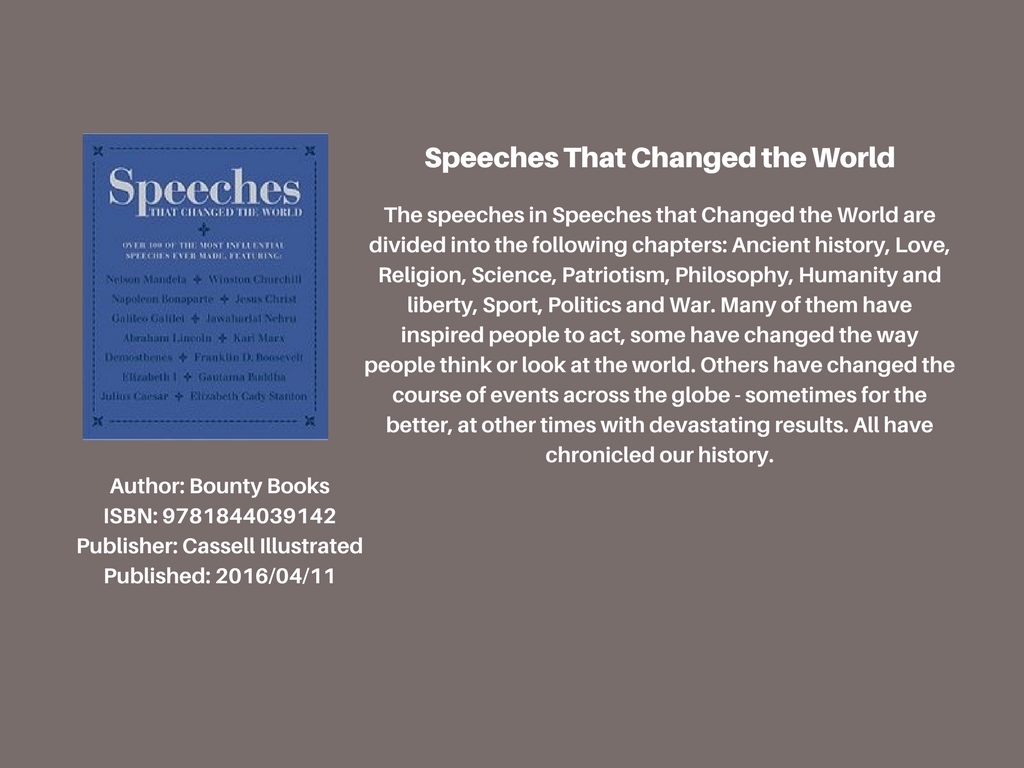 Speeches
THAT CHANGED THE WORLD
OVER 100 OF THE MOST INFLUENTIAL
SPEECHES EVER MADE, FEATURING:
Nelson Mandela ✣ Winston Churchill
Napoleon Bonaparte ✣ Jesus Christ
Galileo Galilei ✣ Jawaharlal Nehru
Abraham Lincoln ✣ Karl Marx
Demosthenes ✣ Franklin D. Roosevelt
Elizabeth I ✣ Gautama Buddha
Julius Caesar ✣ Elizabeth Cady Stanton
Author: Bounty Books
ISBN: 9781844039142
Publisher: Cassell Illustrated
Published: 2016/04/11
Speeches That Changed the World
The speeches in Speeches that Changed the World are
divided into the following chapters: Ancient history, Love,
Religion, Science, Patriotism, Philosophy, Humanity and
liberty, Sport, Politics and War. Many of them have
inspired people to act, some have changed the way
people think or look at the world. Others have changed the
course of events across the globe - sometimes for the
better, at other times with devastating results. All have
chronicled our history.